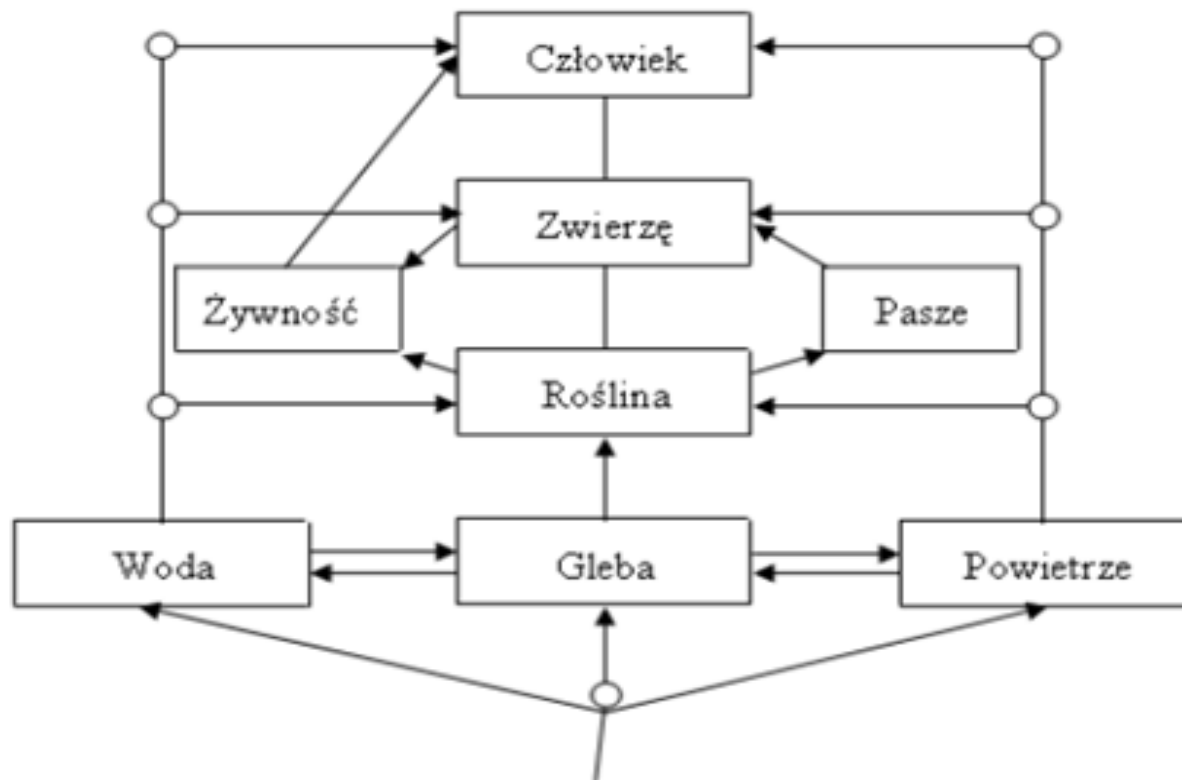 Człowiek
Zwierzę
Żywność
Pasze
Roślina
Woda
Gleba
Powietrze